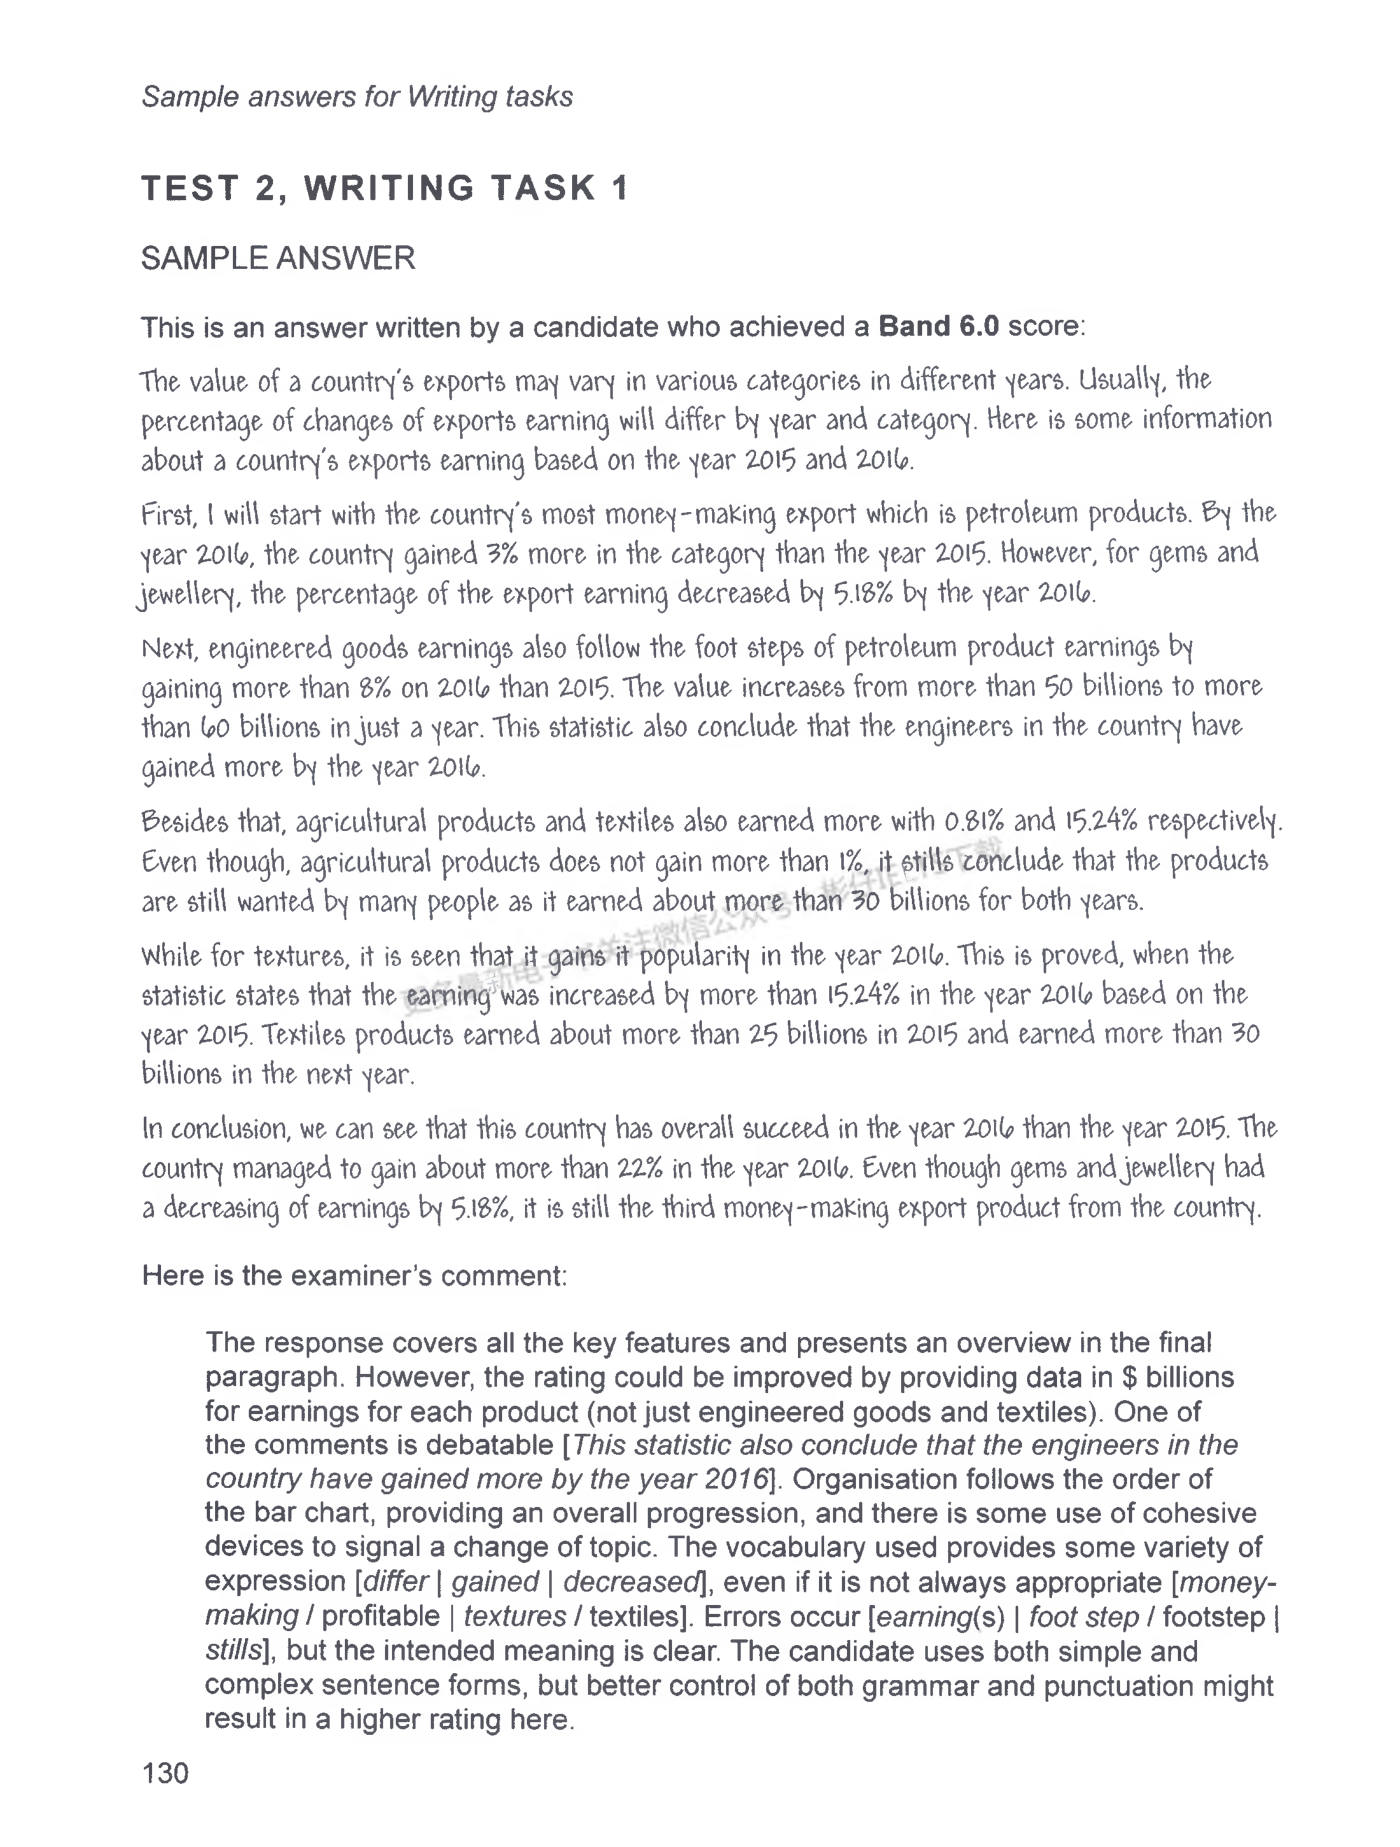 Sample answers for Writing tasks
TEST 2, WRITING TASK 1
SAMPLE ANSWER
This is an answer written by a candidate who achieved a Band 6.0 score:
The value of a country's exports may vary in various categories in different years. Usually, the
percentage of changes of exports earning will differ by year and category. Here is some information
about a country's exports earning based on the year 2015 and 2016.
First, I will start with the country's most money-making export which is petroleum products. By the
year 2016, the country gained 3% more in the category than the year 2015. However, for gems and
jewellery, the percentage of the export earning decreased by 5.18% by the year 2016.
Next, engineered goods earnings also follow the foot steps of petroleum product earnings by
gaining more than 8% on 2016 than 2015. The value increases from more than 50 billions to more
than 60 billions in just a year. This statistic also conclude that the engineers in the country have
gained more by the year 2016.
Besides that, agricultural products and textiles also earned more with 0.81% and 15.24% respectively.
Even though, agricultural products does not gain more than 1%, it stills conclude that the products
are still wanted by many people as it earned about more than 30 billions for both years.
While for textures, it is seen that it gains it popularity in the year 2016. This is proved, when the
statistic states that the earning was increased by more than 15.24% in the year 2016 based on the
year 2015. Textiles products earned about more than 25 billions in 2015 and earned more than 30
billions in the next year.
In conclusion, we can see that this country has overall succeed in the year 2016 than the year 2015. The
country managed to gain about more than 22% in the year 2016. Even though gems and jewellery had
a decreasing of earnings by 5.18%, it is still the third money-making export product from the country.
Here is the examiner's comment:
The response covers all the key features and presents an overview in the final
paragraph. However, the rating could be improved by providing data in $ billions
for earnings for each product (not just engineered goods and textiles). One of
the comments is debatable [This statistic also conclude that the engineers in the
country have gained more by the year 2016]. Organisation follows the order of
the bar chart, providing an overall progression, and there is some use of cohesive
devices to signal a change of topic. The vocabulary used provides some variety of
expression [differ | gained | decreased], even if it is not always appropriate [money-
making / profitable | textures / textiles]. Errors occur [earning(s) | foot step / footstep |
stills], but the intended meaning is clear. The candidate uses both simple and
complex sentence forms, but better control of both grammar and punctuation might
result in a higher rating here.
130